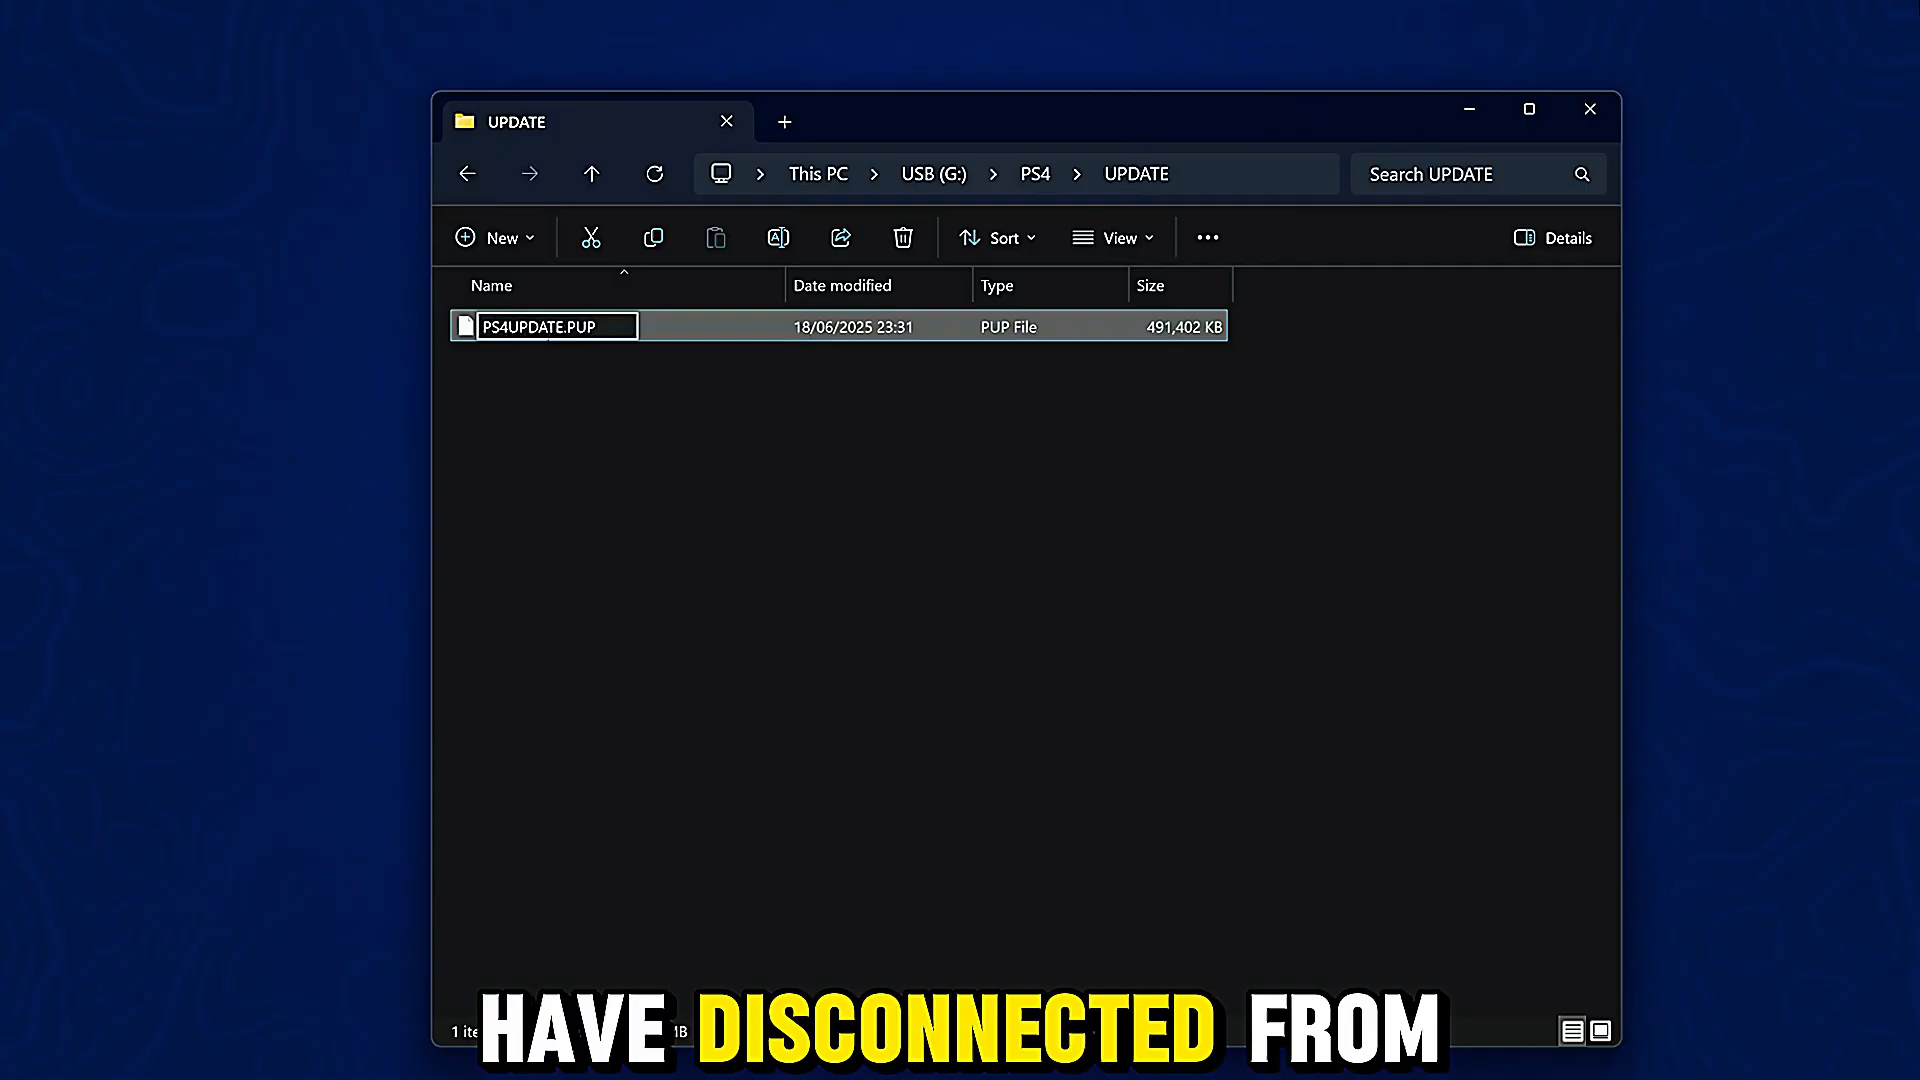 UPDATE
This PC > USB (G:) > PS4 > UPDATE
Search UPDATE
New
Sort
View
Details
Name
Date modified
Type
Size
PS4UPDATE.PUP
18/06/2025 23:31
PUP File
491,402 KB
HAVE DISCONNECTED FROM